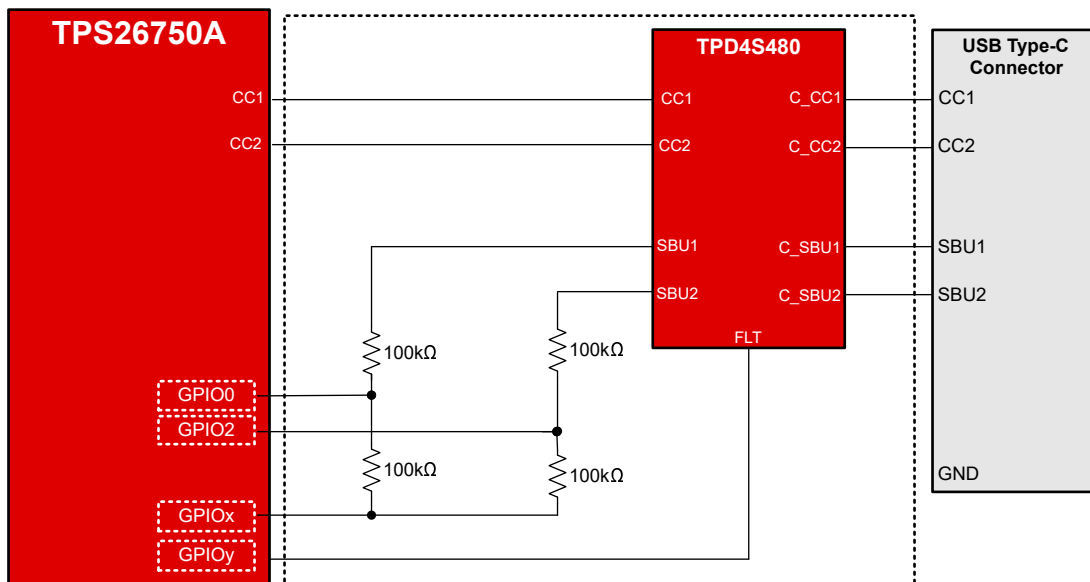 TPS26750A
CC1
CC2
GPIO0
GPIO2
GPIOx
GPIOy
100kΩ
100kΩ
100kΩ
100kΩ
TPD4S480
CC1
C_CC1
CC2
C_CC2
SBU1
C_SBU1
SBU2
C_SBU2
FLT
USB Type-C
Connector
CC1
CC2
SBU1
SBU2
GND